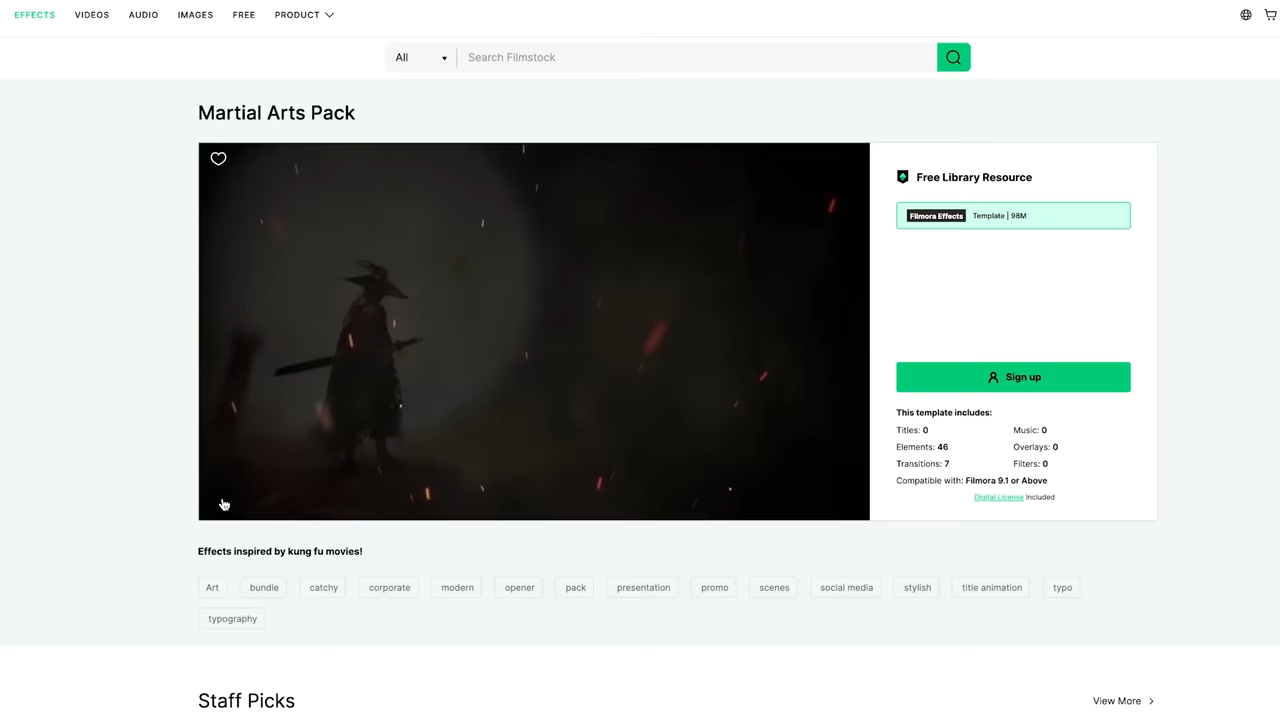 EFFECTS VIDEOS AUDIO IMAGES FREE PRODUCT
All Search Filmstock
Martial Arts Pack
Free Library Resource
Filmora Effects Template | 98M
Sign up
This template includes:
Titles: 0 Music: 0
Elements: 46 Overlays: 0
Transitions: 7 Filters: 0
Compatible with: Filmora 9.1 or Above
Digital License Included
Effects inspired by kung fu movies!
Art bundle catchy corporate modern opener pack presentation promo scenes social media stylish title animation typo
typography
Staff Picks View More